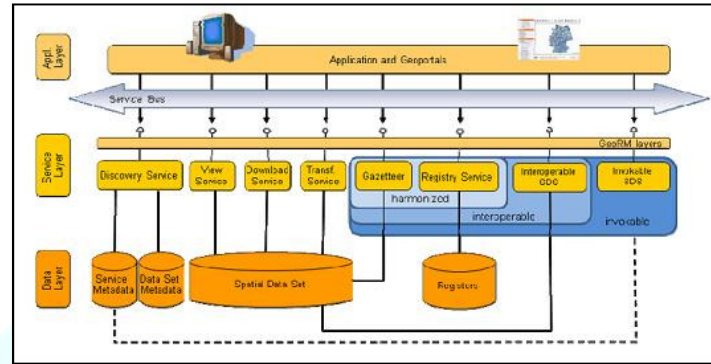 Appl.
Layer
Application and Geoportals
Service Bus
Service
Layer
GeoRM layers
Discovery Service
View
Service
Download
Service
Transf.
Service
Gazetteer
Registry Service
Interoperable
Invokable
SDS
harmonized
interoperable
invokable
Data
Layer
Service
Metadata
Data Set
Metadata
Spatial Data Set
Registers